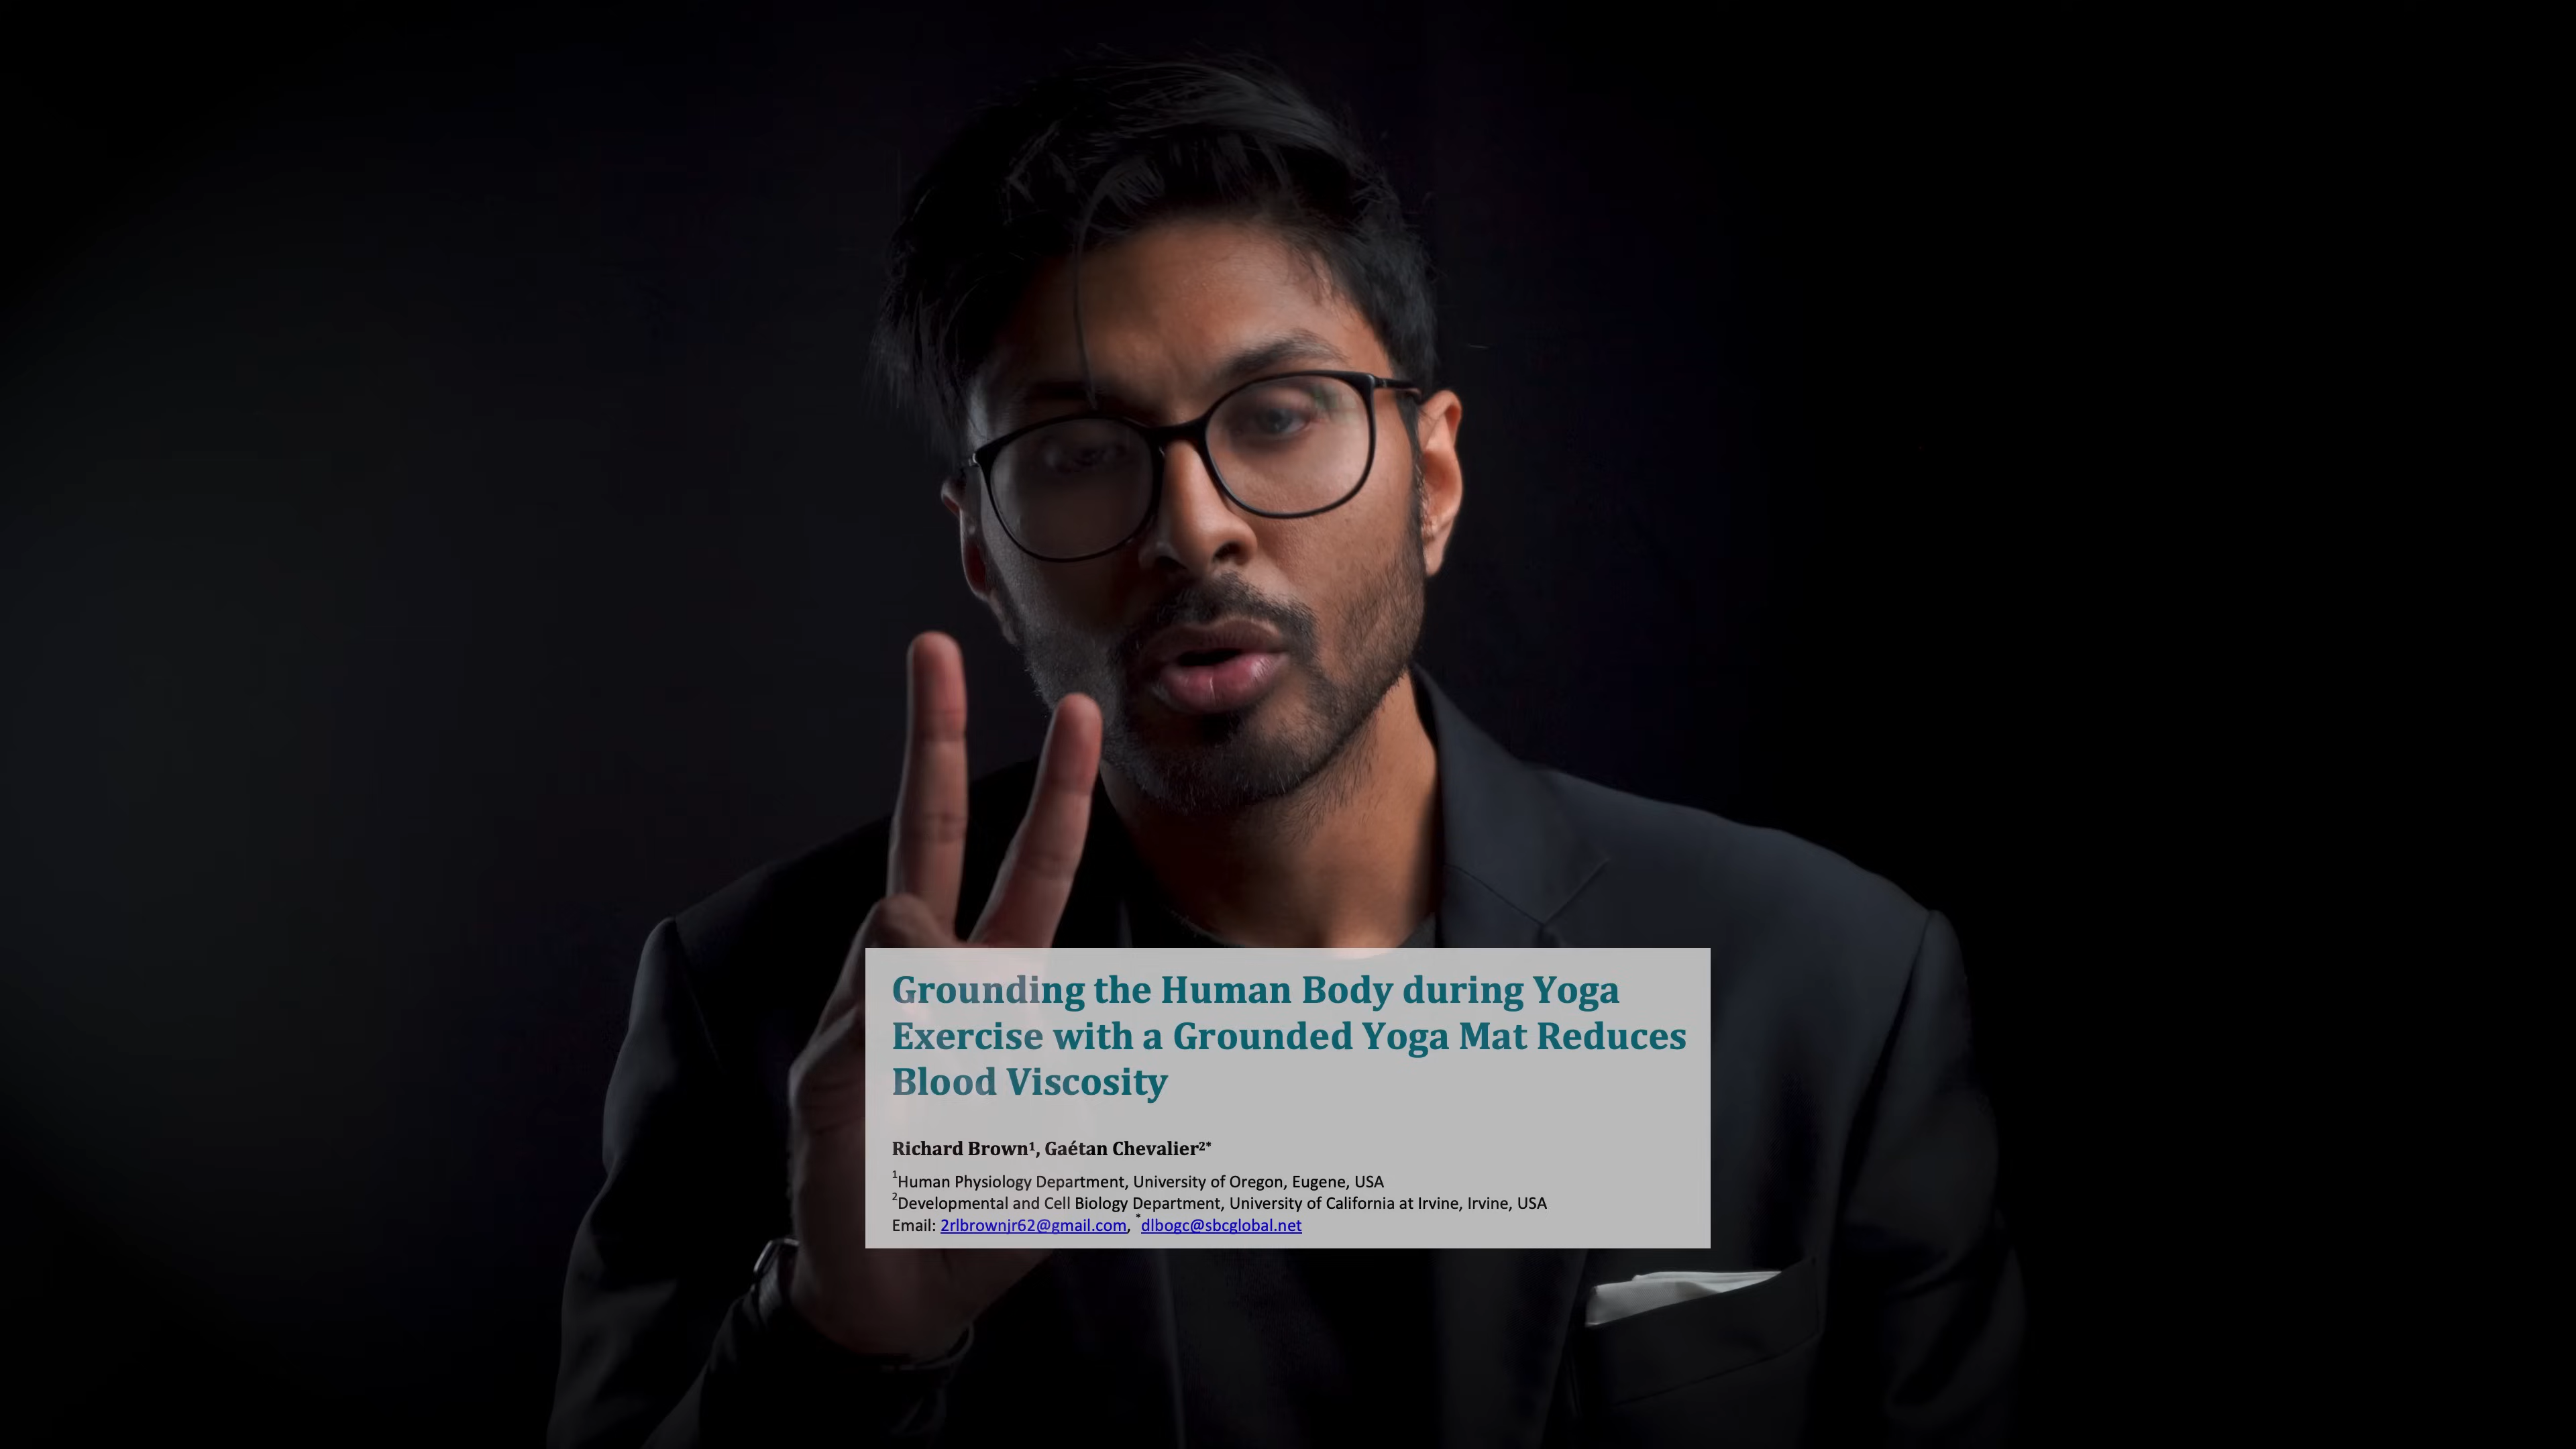 Grounding the Human Body during Yoga
Exercise with a Grounded Yoga Mat Reduces
Blood Viscosity
Richard Brown¹, Gaétan Chevalier²*
¹Human Physiology Department, University of Oregon, Eugene, USA
²Developmental and Cell Biology Department, University of California at Irvine, Irvine, USA
Email: 2rlbrownjr62@gmail.com, *dlbogc@sbcglobal.net